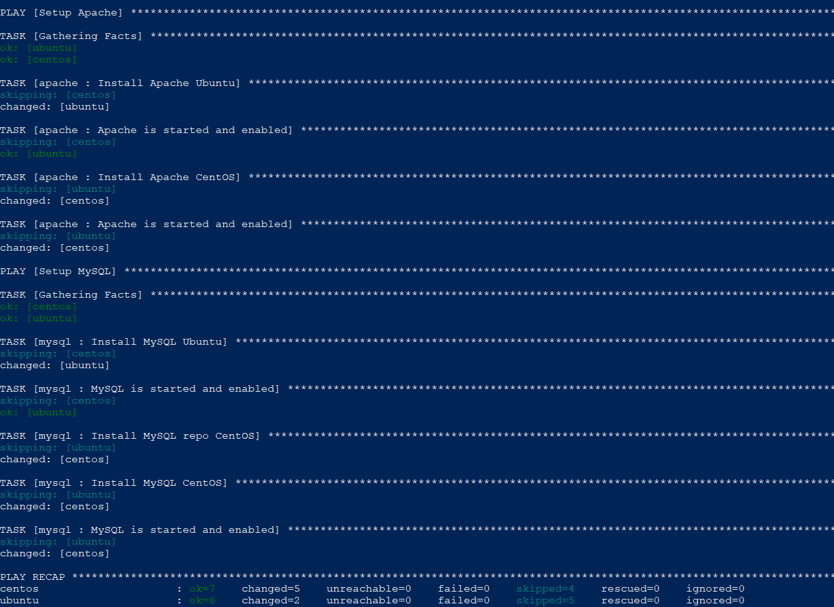 PLAY [Setup Apache] ******************************************************************************************************************
TASK [Gathering Facts] ***************************************************************************************************************
ok: [ubuntu]
ok: [centos]
TASK [apache : Install Apache Ubuntu] ************************************************************************************************
skipping: [centos]
changed: [ubuntu]
TASK [apache : Apache is started and enabled] ****************************************************************************************
skipping: [centos]
ok: [ubuntu]
TASK [apache : Install Apache CentOS] ************************************************************************************************
skipping: [ubuntu]
changed: [centos]
TASK [apache : Apache is started and enabled] ****************************************************************************************
skipping: [ubuntu]
changed: [centos]
PLAY [Setup MySQL] *******************************************************************************************************************
TASK [Gathering Facts] ***************************************************************************************************************
ok: [centos]
ok: [ubuntu]
TASK [mysql : Install MySQL Ubuntu] **************************************************************************************************
skipping: [centos]
changed: [ubuntu]
TASK [mysql : MySQL is started and enabled] ******************************************************************************************
skipping: [centos]
ok: [ubuntu]
TASK [mysql : Install MySQL repo CentOS] *********************************************************************************************
skipping: [ubuntu]
changed: [centos]
TASK [mysql : Install MySQL CentOS] **************************************************************************************************
skipping: [ubuntu]
changed: [centos]
TASK [mysql : MySQL is started and enabled] ******************************************************************************************
skipping: [ubuntu]
changed: [centos]
PLAY RECAP ***************************************************************************************************************************
centos : ok=7 changed=5 unreachable=0 failed=0 skipped=4 rescued=0 ignored=0
ubuntu : ok=6 changed=2 unreachable=0 failed=0 skipped=5 rescued=0 ignored=0